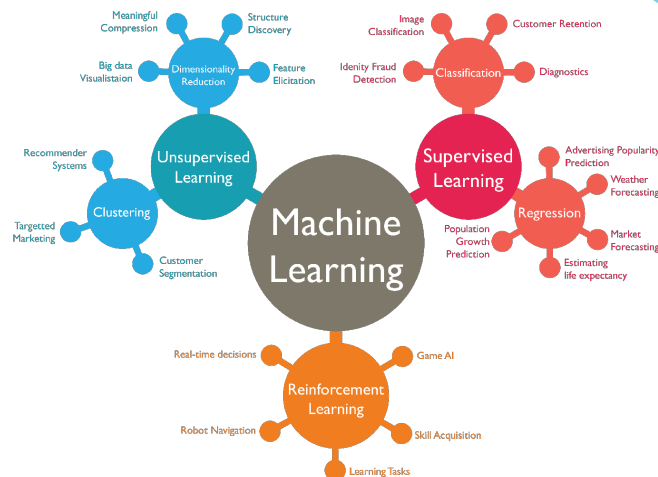 Meaningful
Compression
Structure
Discovery
Big data
Visualistaion
Dimensionality
Reduction
Feature
Elicitation
Image
Classification
Customer Retention
Idenity Fraud
Detection
Classification
Diagnostics
Unsupervised
Learning
Supervised
Learning
Recommender
Systems
Clustering
Targetted
Marketing
Customer
Segmentation
Machine
Learning
Advertising Popularity
Prediction
Weather
Forecasting
Regression
Population
Growth
Prediction
Market
Forecasting
Estimating
life expectancy
Real-time decisions
Game AI
Reinforcement
Learning
Robot Navigation
Skill Acquisition
Learning Tasks